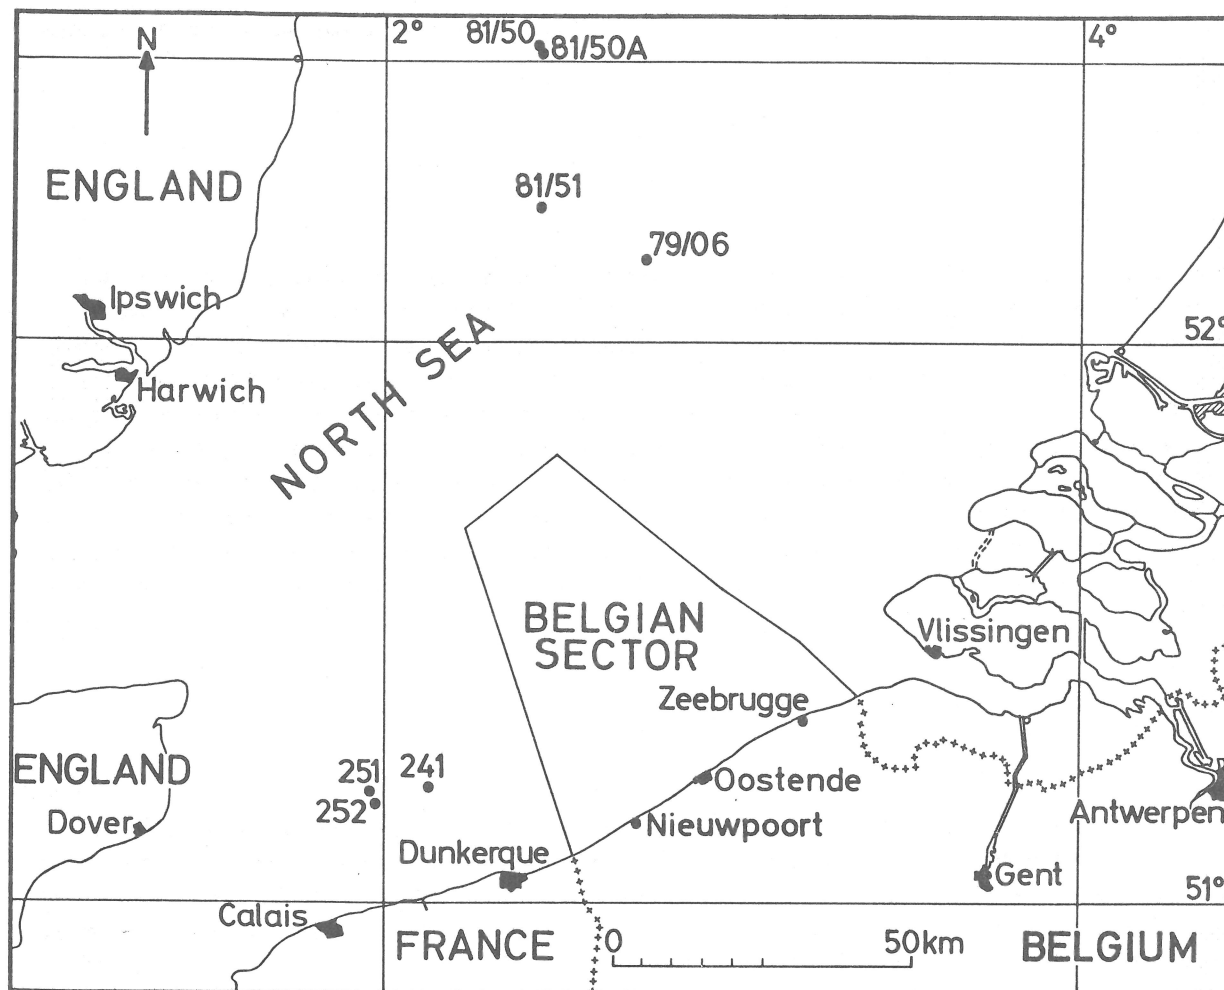 N
2°
81/50
81/50A
4°
ENGLAND
81/51
79/06
Ipswich
52°
NORTH SEA
Harwich
BELGIAN
SECTOR
Vlissingen
Zeebrugge
ENGLAND
251
241
252
Oostende
Dover
Nieuwpoort
Antwerpen
Dunkerque
Gent
51°
Calais
FRANCE
0
50km
BELGIUM